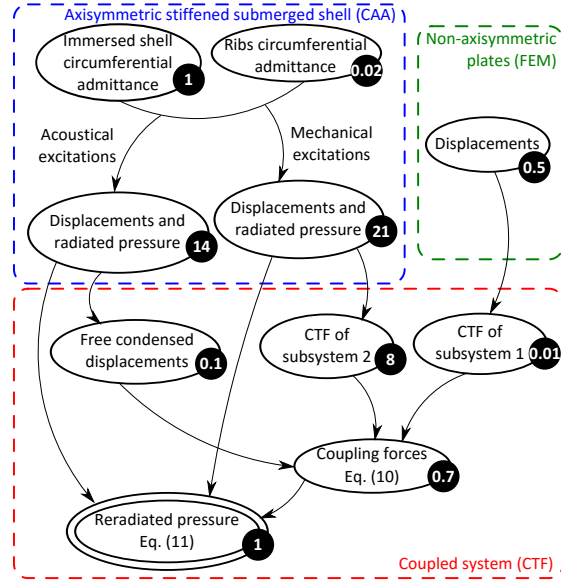 Axisymmetric stiffened submerged shell (CAA)
Immersed shell
circumferential
admittance
1
Ribs circumferential
admittance
0.02
Non-axisymmetric
plates (FEM)
Acoustical
excitations
Mechanical
excitations
Displacements
0.5
Displacements and
radiated pressure
14
Displacements and
radiated pressure
21
Free condensed
displacements
0.1
CTF of
subsystem 2
8
CTF of
subsystem 1
0.01
Coupling forces
Eq. (10)
0.7
Reradiated pressure
Eq. (11)
1
Coupled system (CTF)